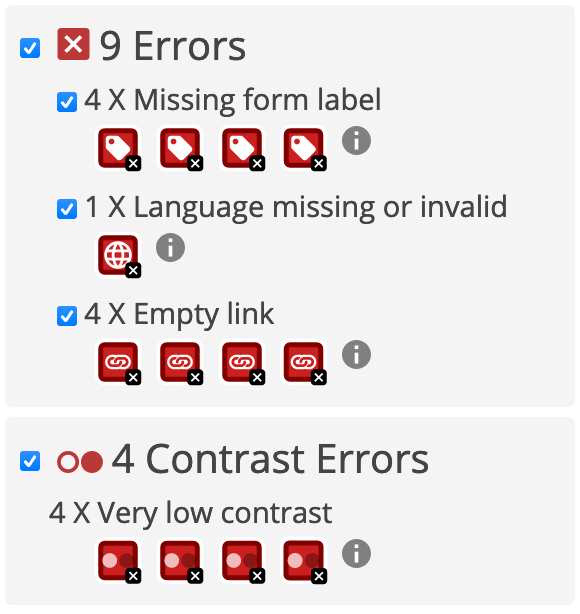 9 Errors
4 X Missing form label
1 X Language missing or invalid
4 X Empty link
4 Contrast Errors
4 X Very low contrast